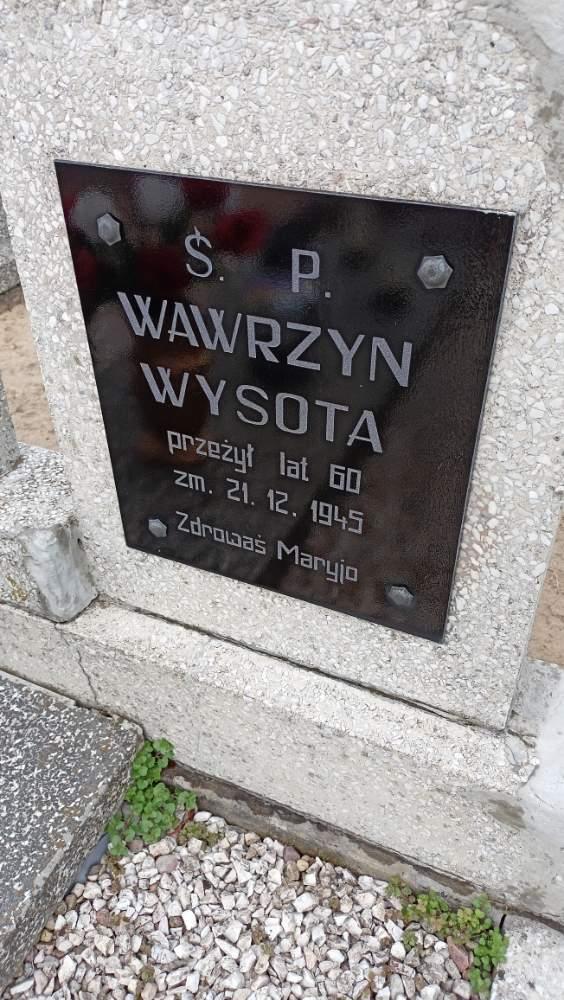 Ś. P.
WAWRZYN
WYSOTA
przeżył lat 60
zm. 21. 12. 1945
Zdrowaś Maryjo